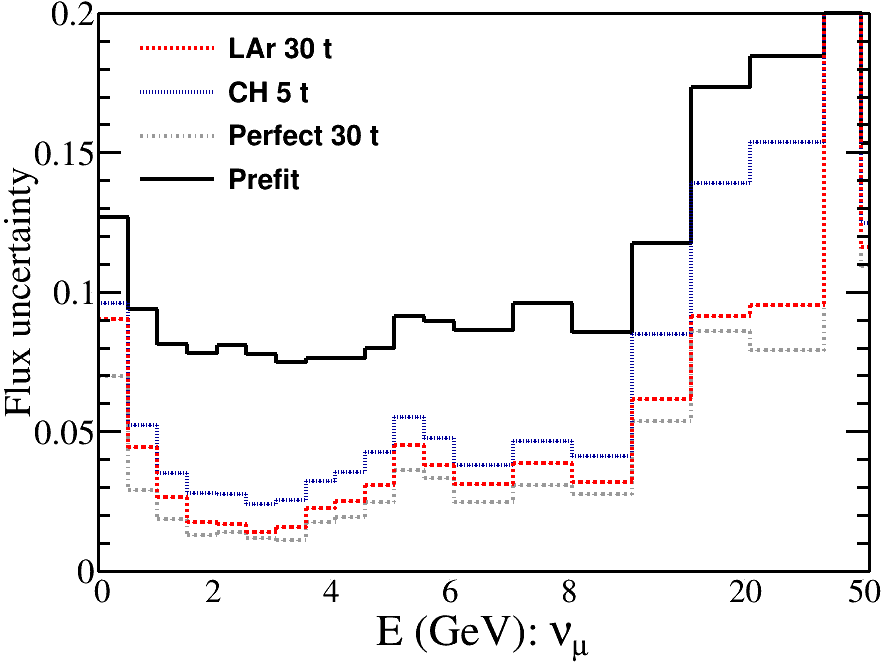 0.2
0.15
0.1
0.05
0
Flux uncertainty
LAr 30 t
CH 5 t
Perfect 30 t
Prefit
0 2 4 6 8 20 50
E (GeV): νμ